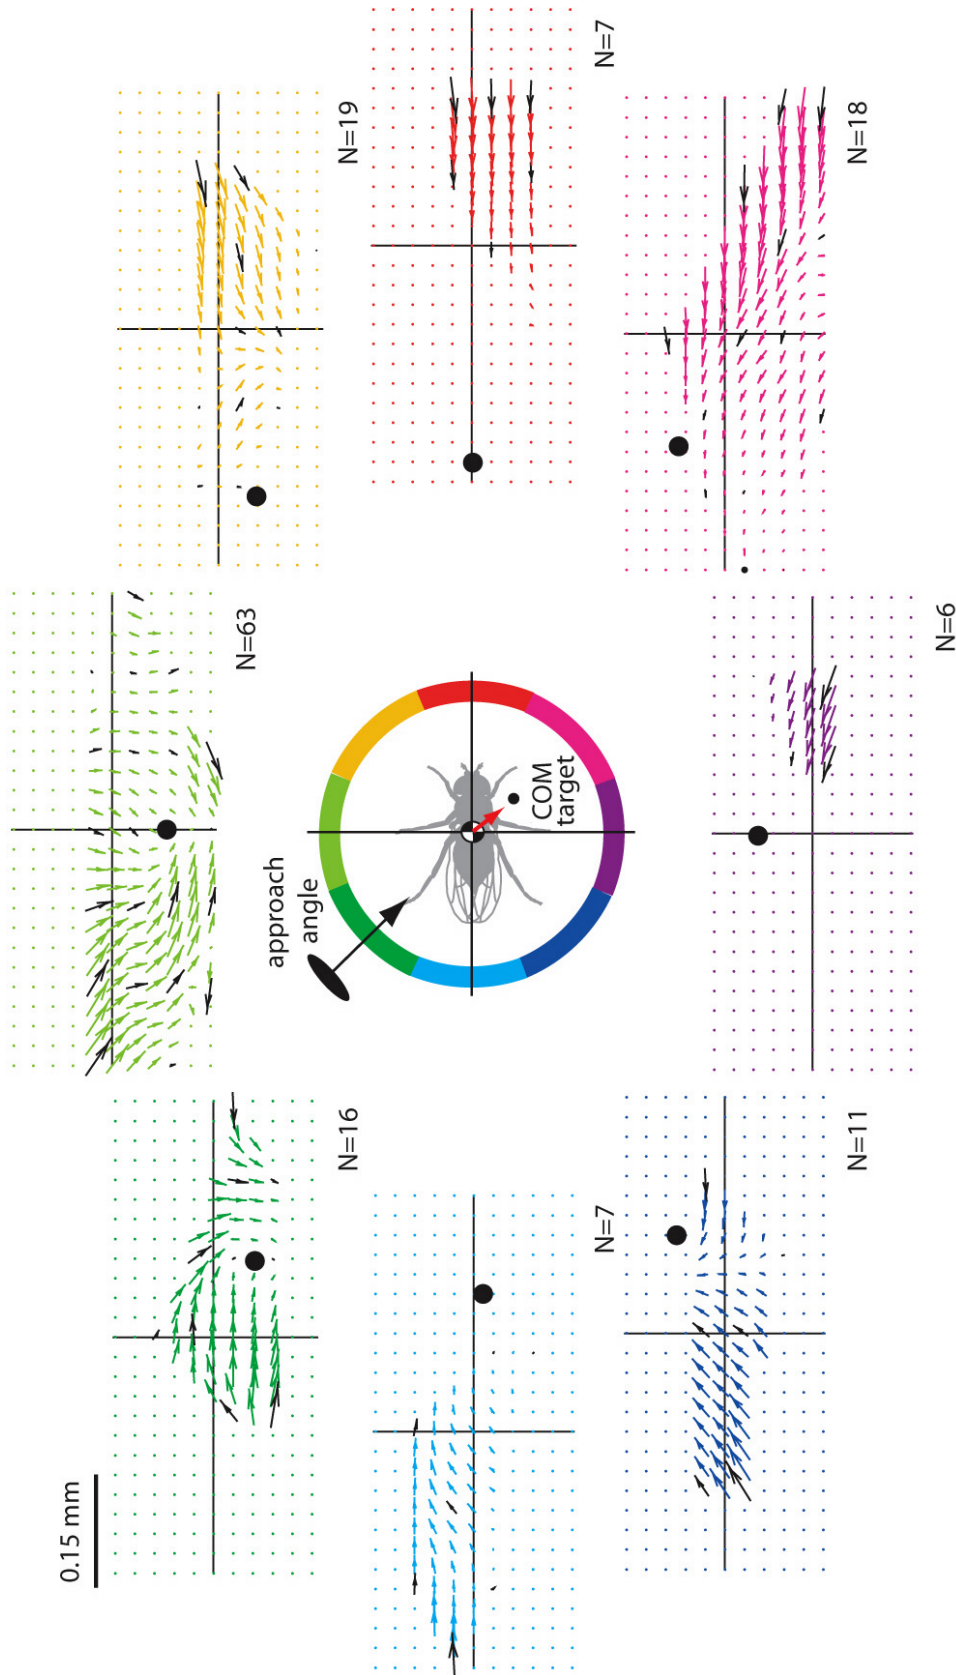 N=7
N=19
N=18
N=63
N=6
approach
angle
COM
target
N=16
N=7
N=11
0.15 mm